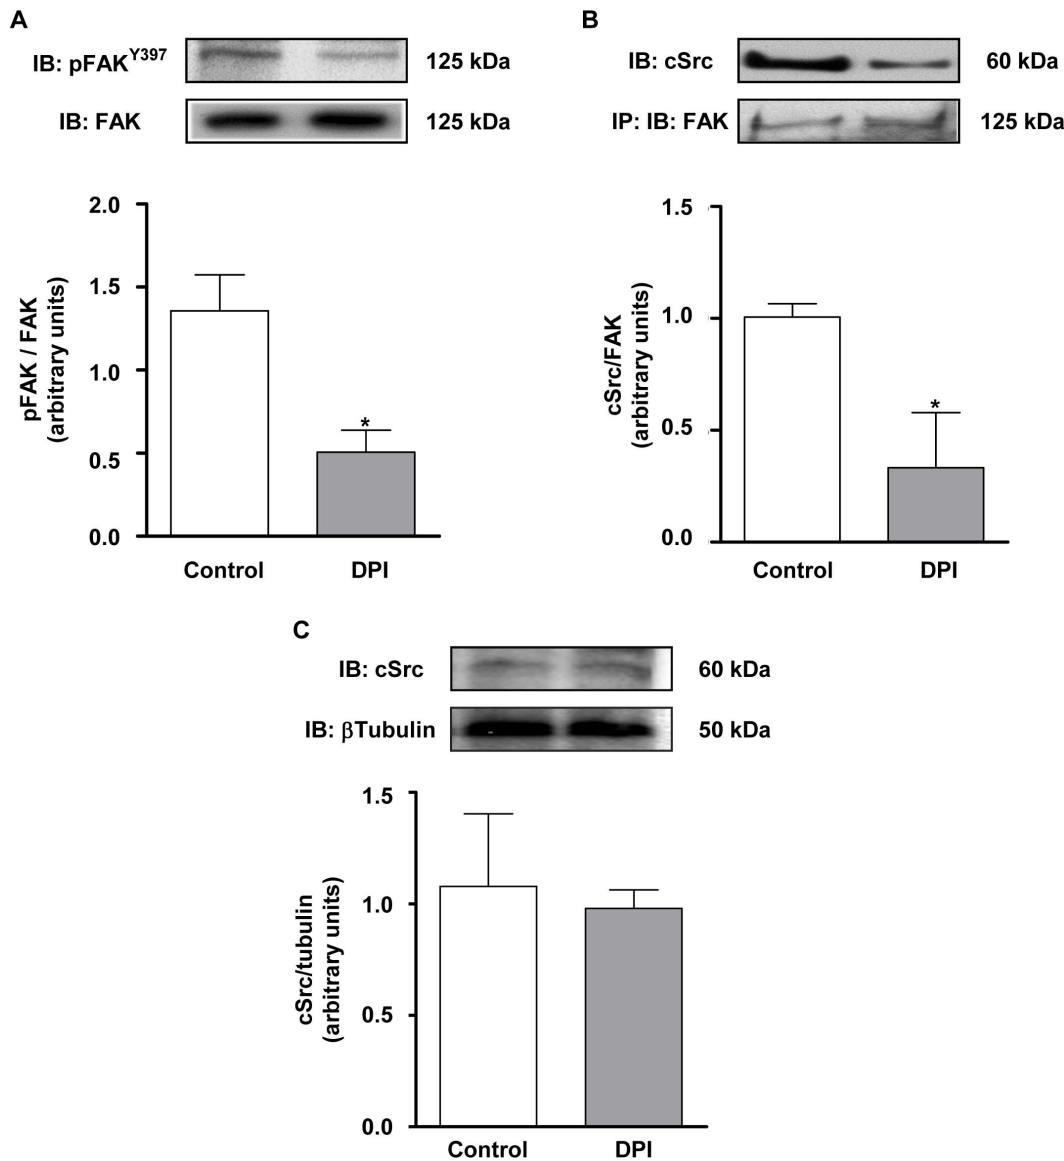 A
IB: pFAK^Y397 125 kDa
IB: FAK 125 kDa
2.0
1.5
1.0
0.5
0.0
pFAK / FAK
(arbitrary units)
*
Control DPI
B
IB: cSrc 60 kDa
IP: IB: FAK 125 kDa
1.5
1.0
0.5
0.0
cSrc/FAK
(arbitrary units)
*
Control DPI
C
IB: cSrc 60 kDa
IB: βTubulin 50 kDa
1.5
1.0
0.5
0.0
cSrc/tubulin
(arbitrary units)
Control DPI